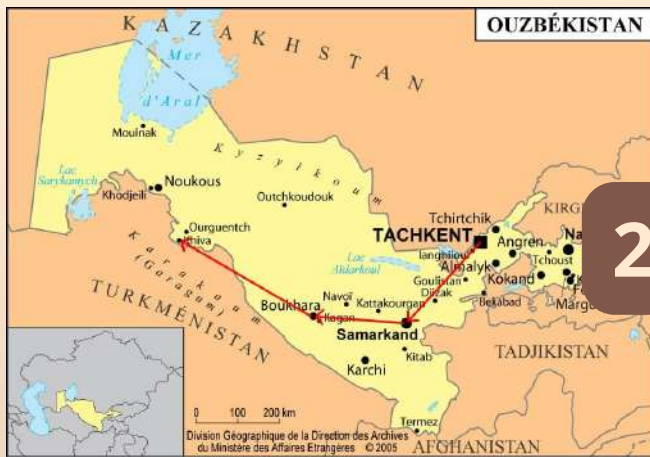 OUZBÉKISTAN
KAZAKHSTAN
Mer
d'Aral
Mouinak
Kyzylkoum
Lac
Sarykamych
Noukous
Khodjeili
Outchkoudouk
Tchirtchik
KIRG
TACHKENT
Ourguentch
Khiva
Ianghiioul
Angren
Na
2
Lac
Aïdarkoul
Almalyk
Tchoust
Karakoum
(Garagum)
Goulistan
Kokand
K
F
Djizak
Bekabad
Margu
TURKMÉNISTAN
Navoï
Boukhara
Kattakourgan
Kagan
Samarkand
Kitab
TADJIKISTAN
Karchi
0 100 200 km
Termez
Division Géographique de la Direction des Archives
du Ministère des Affaires Etrangères © 2005
AFGHANISTAN